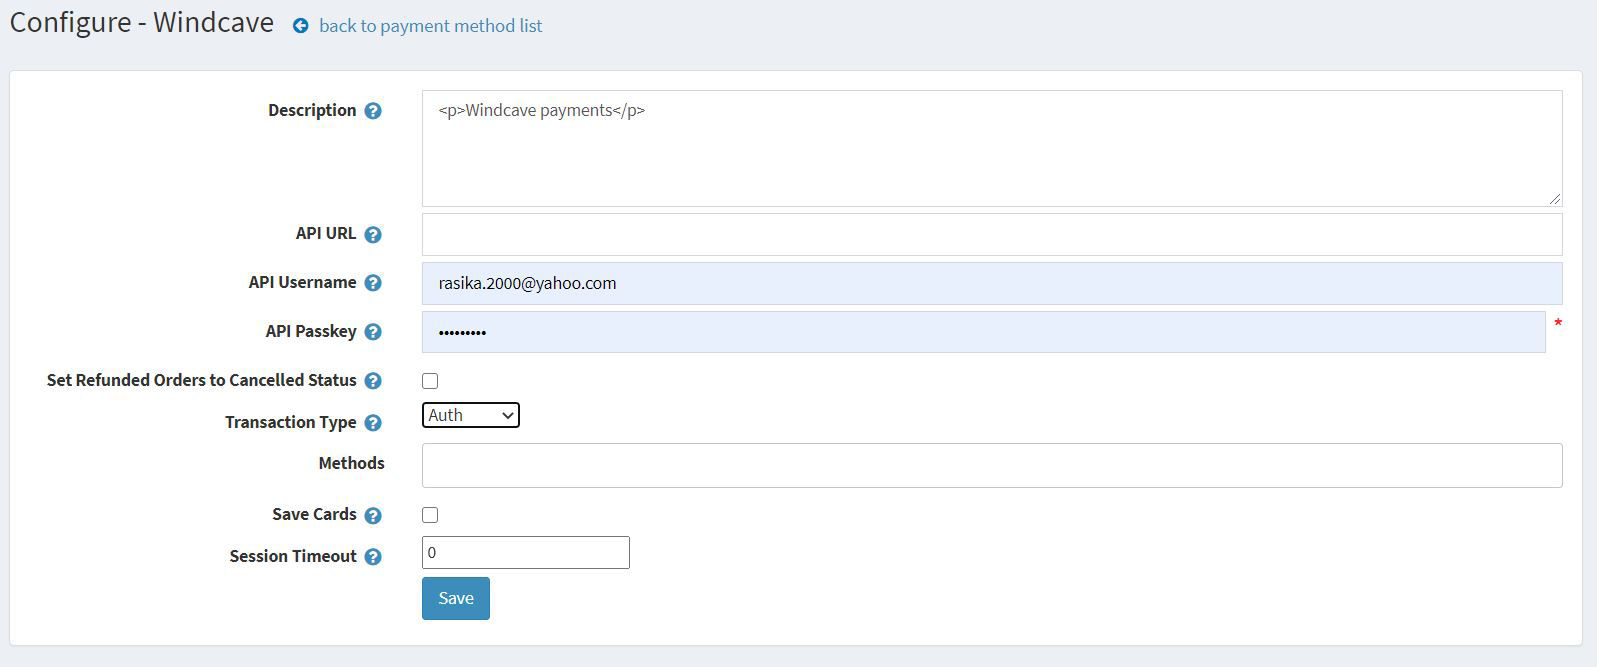 Configure - Windcave back to payment method list
Description
<p>Windcave payments</p>
API URL
API Username rasika.2000@yahoo.com
API Passkey ••••••••• *
Set Refunded Orders to Cancelled Status
Transaction Type Auth
Methods
Save Cards
Session Timeout 0
Save